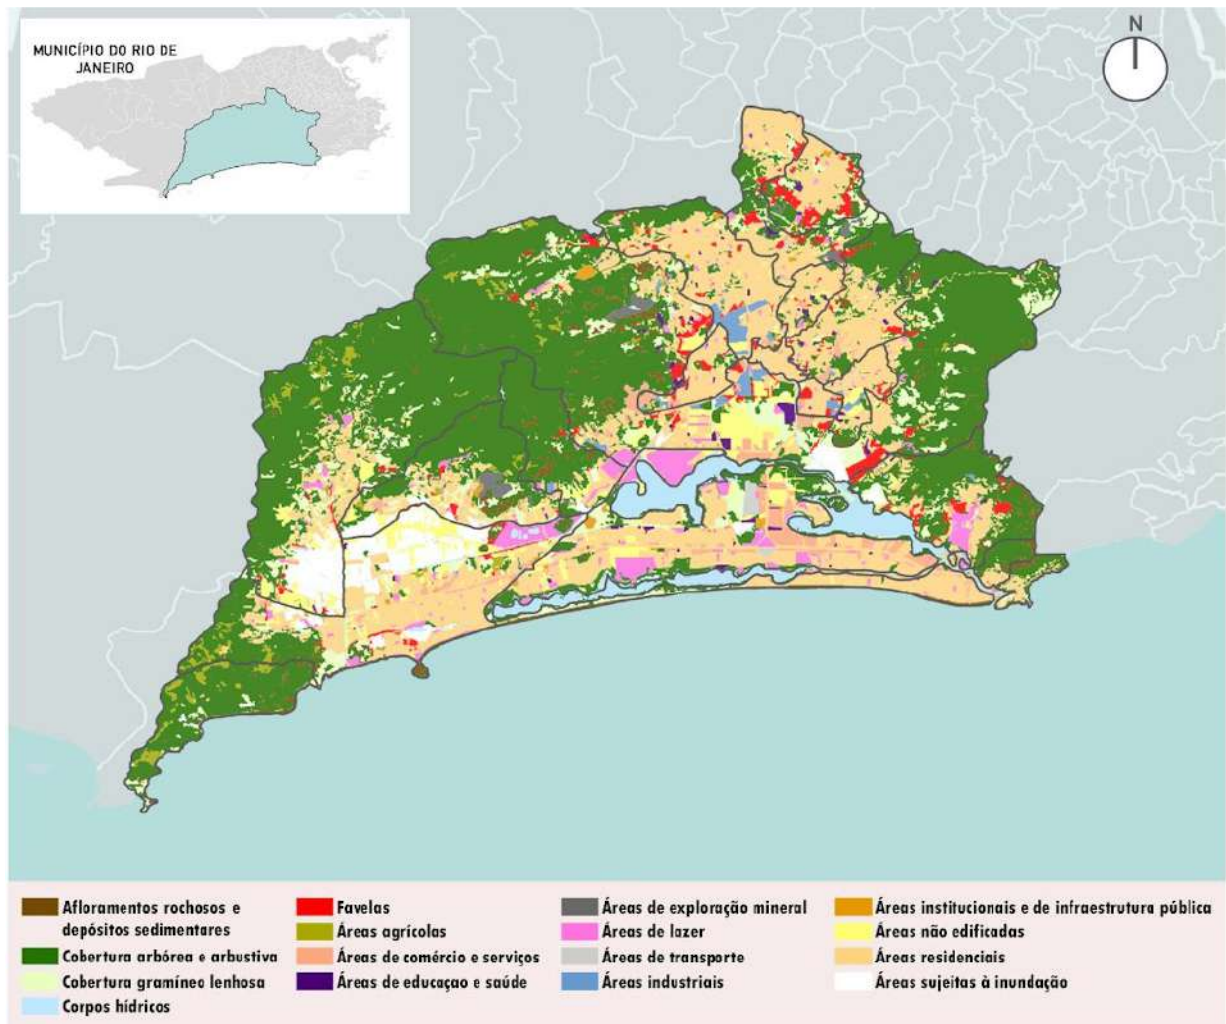 MUNICÍPIO DO RIO DE
JANEIRO
N
Afloramentos rochosos e
depósitos sedimentares
Cobertura arbórea e arbustiva
Cobertura gramíneo lenhosa
Corpos hídricos
Favelas
Áreas agrícolas
Áreas de comércio e serviços
Áreas de educaçao e saúde
Áreas de exploração mineral
Áreas de lazer
Áreas de transporte
Áreas industriais
Áreas institucionais e de infraestrutura pública
Áreas não edificadas
Áreas residenciais
Áreas sujeitas à inundação